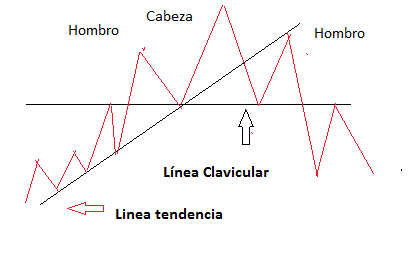 Cabeza
Hombro
Hombro
Línea Clavicular
Linea tendencia